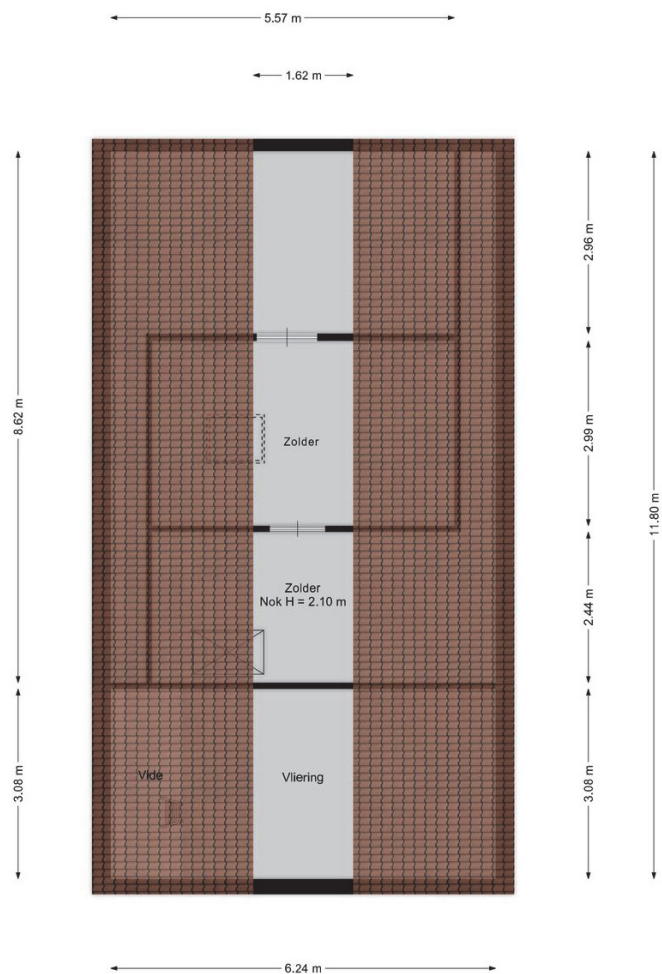 5.57 m
1.62 m
2.96 m
8.62 m
2.99 m
Zolder
11.80 m
Zolder
Nok H = 2.10 m
2.44 m
3.08 m
Vide
Vliering
3.08 m
6.24 m